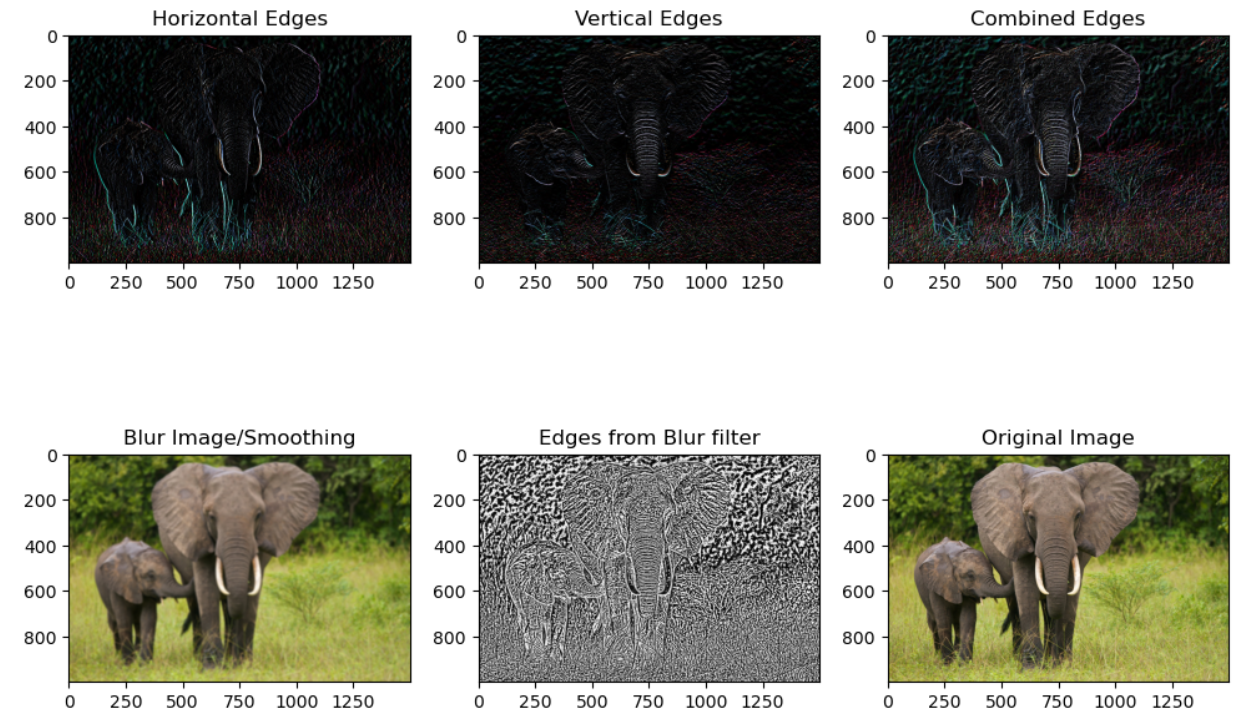 Horizontal Edges
0
200
400
600
800
0 250 500 750 1000 1250
Vertical Edges
0
200
400
600
800
0 250 500 750 1000 1250
Combined Edges
0
200
400
600
800
0 250 500 750 1000 1250
Blur Image/Smoothing
0
200
400
600
800
0 250 500 750 1000 1250
Edges from Blur filter
0
200
400
600
800
0 250 500 750 1000 1250
Original Image
0
200
400
600
800
0 250 500 750 1000 1250